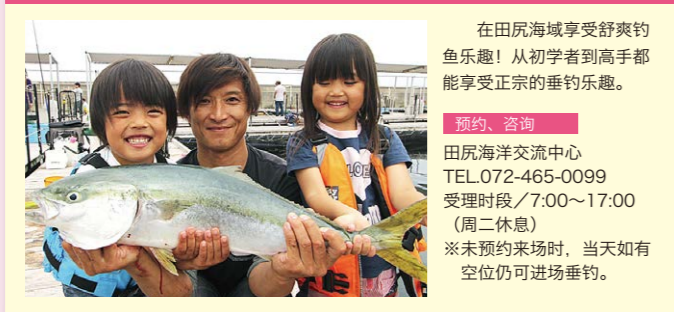 在田尻海域享受舒爽钓
鱼乐趣！从初学者到高手都
能享受正宗的垂钓乐趣。
预约、咨询
田尻海洋交流中心
TEL.072-465-0099
受理时段／7:00～17:00
（周二休息）
※未预约来场时，当天如有
空位仍可进场垂钓。